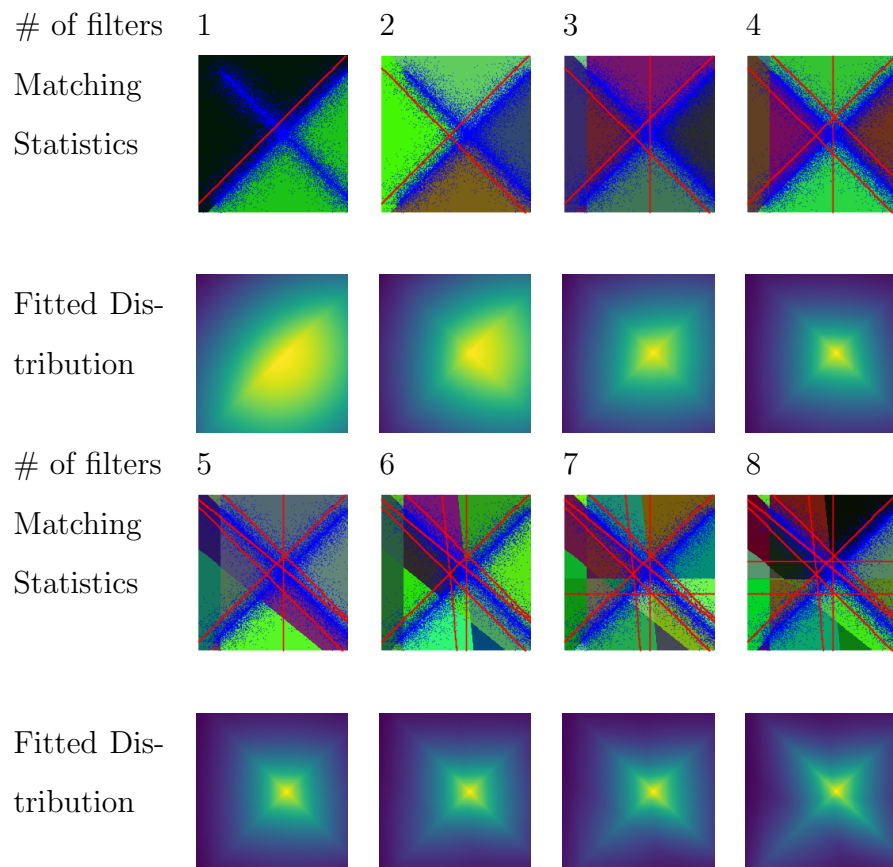 # of filters 1 2 3 4
Matching
Statistics
Fitted Dis-
tribution
# of filters 5 6 7 8
Matching
Statistics
Fitted Dis-
tribution